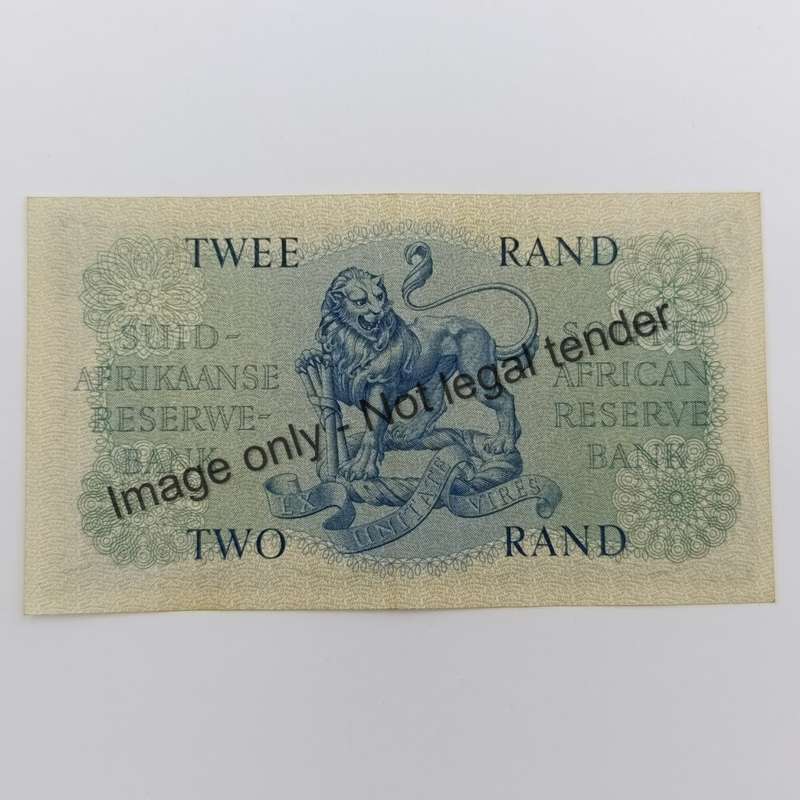 TWEE RAND
SUID-
AFRIKAANSE
RESERWE-
BANK
SOUTH
AFRICAN
RESERVE
BANK
EX UNITATE VIRES
TWO RAND
Image only - Not legal tender